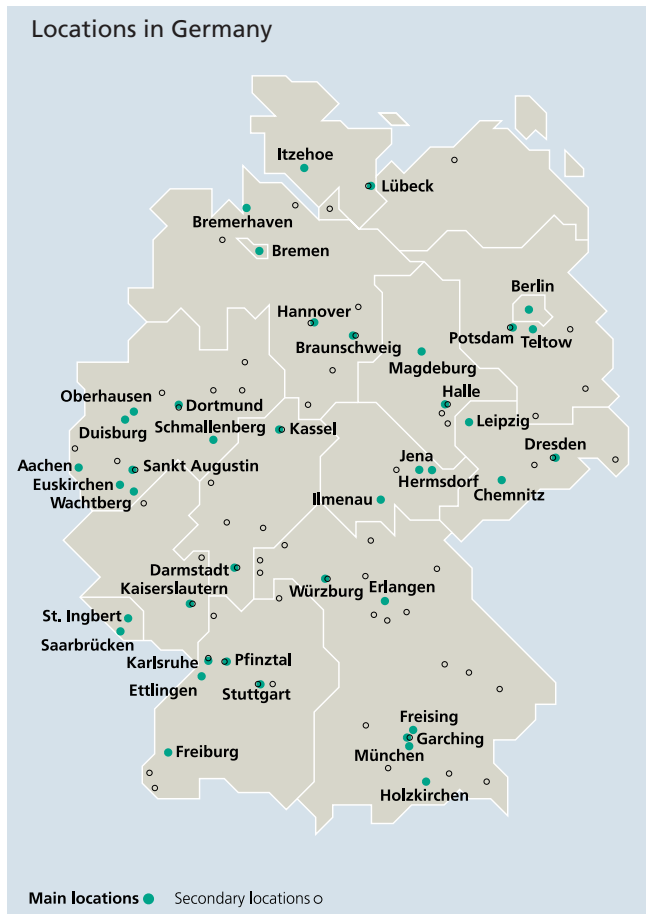 Locations in Germany
Itzehoe
Lübeck
Bremerhaven
Bremen
Berlin
Hannover
Potsdam
Teltow
Braunschweig
Magdeburg
Oberhausen
Dortmund
Halle
Duisburg
Schmallenberg
Kassel
Leipzig
Aachen
Sankt Augustin
Jena
Dresden
Euskirchen
Hermsdorf
Chemnitz
Wachtberg
Ilmenau
Darmstadt
Kaiserslautern
Würzburg
Erlangen
St. Ingbert
Saarbrücken
Karlsruhe
Pfinztal
Ettlingen
Stuttgart
Freising
Garching
Freiburg
München
Holzkirchen
Main locations
Secondary locations